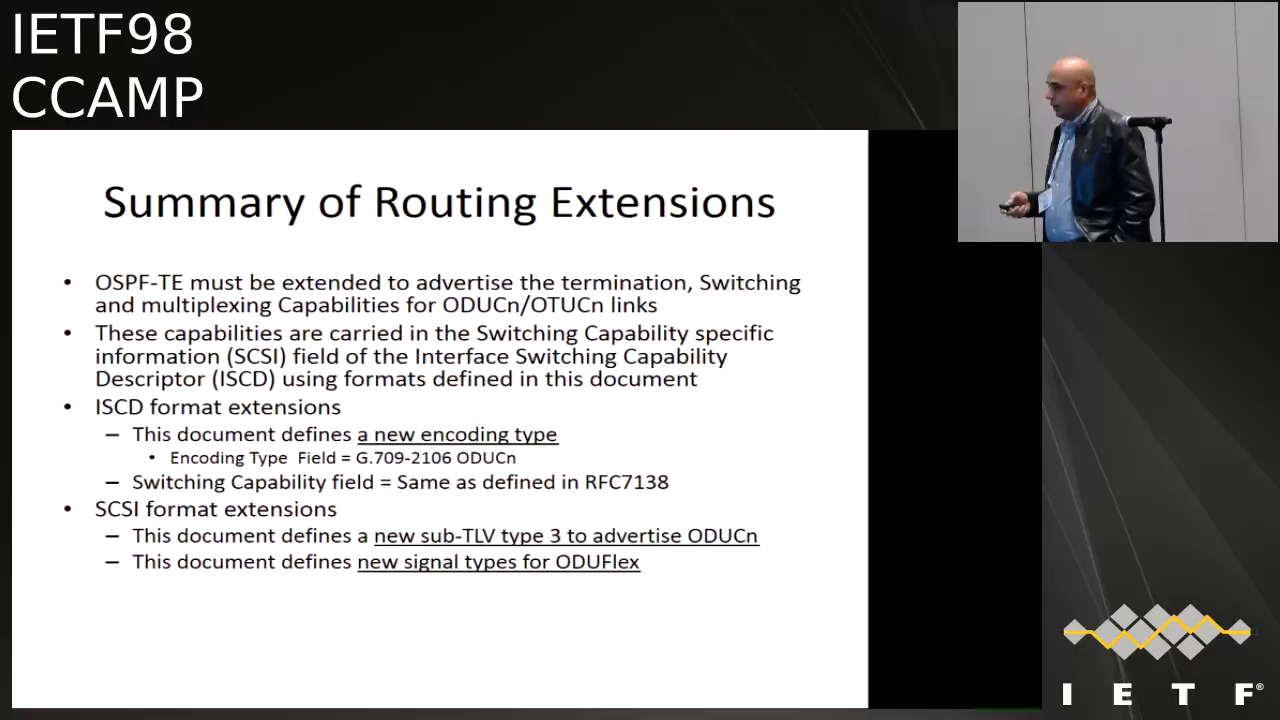 IETF98
CCAMP
Summary of Routing Extensions
• OSPF-TE must be extended to advertise the termination, Switching
and multiplexing Capabilities for ODUCn/OTUCn links
• These capabilities are carried in the Switching Capability specific
information (SCSI) field of the Interface Switching Capability
Descriptor (ISCD) using formats defined in this document
• ISCD format extensions
– This document defines a new encoding type
• Encoding Type Field = G.709-2106 ODUCn
– Switching Capability field = Same as defined in RFC7138
• SCSI format extensions
– This document defines a new sub-TLV type 3 to advertise ODUCn
– This document defines new signal types for ODUFlex
I E T F®